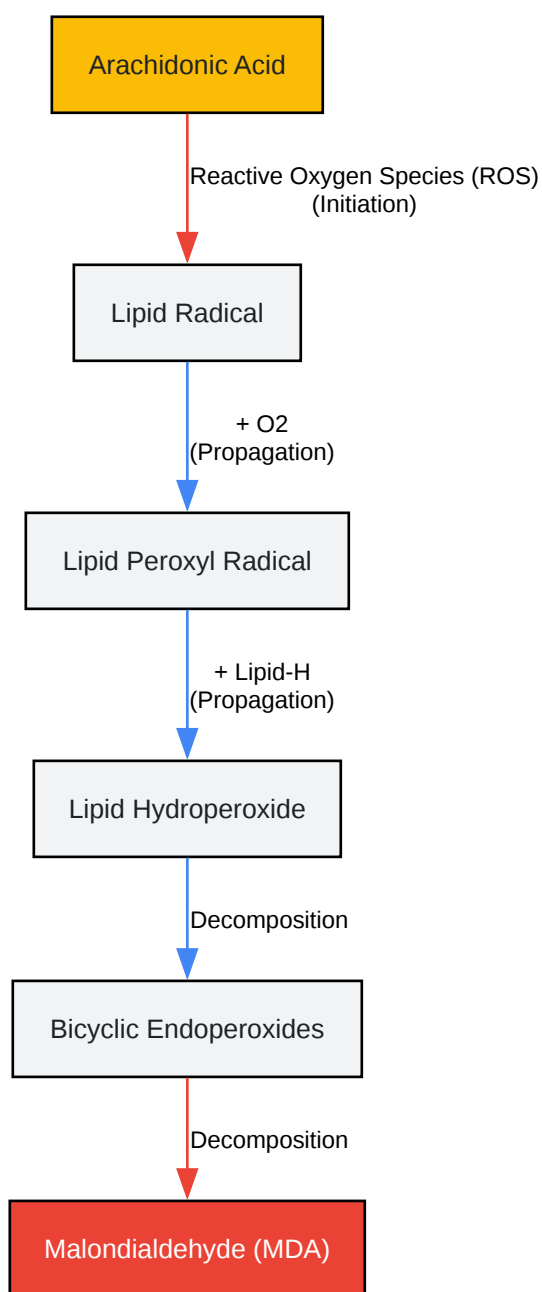 Arachidonic Acid
Reactive Oxygen Species (ROS)
(Initiation)
Lipid Radical
+ O2
(Propagation)
Lipid Peroxyl Radical
+ Lipid-H
(Propagation)
Lipid Hydroperoxide
Decomposition
Bicyclic Endoperoxides
Decomposition
Malondialdehyde (MDA)